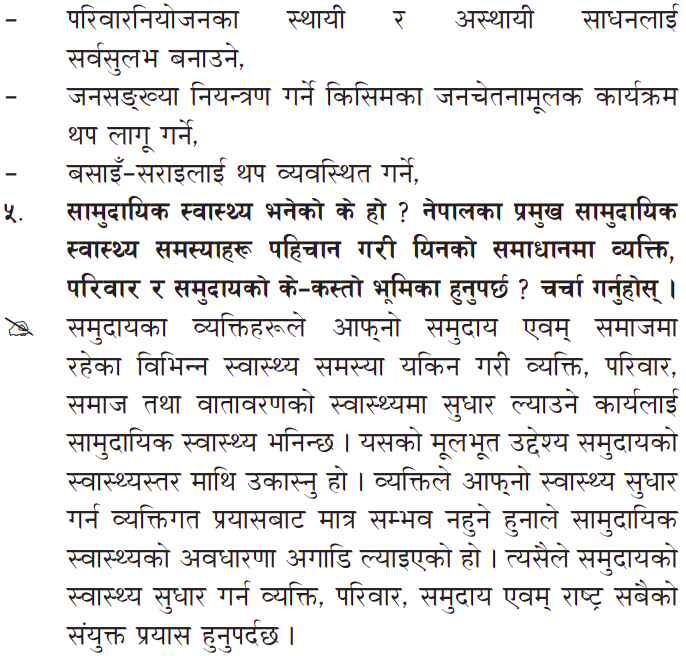 – परिवारनियोजनका स्थायी र अस्थायी साधनलाई
सर्वसुलभ बनाउने,
– जनसङ्ख्या नियन्त्रण गर्ने किसिमका जनचेतनामूलक कार्यक्रम
थप लागू गर्ने,
– बसाइँ–सराइलाई थप व्यवस्थित गर्ने,
५. सामुदायिक स्वास्थ्य भनेको के हो ? नेपालका प्रमुख सामुदायिक
स्वास्थ्य समस्याहरू पहिचान गरी यिनको समाधानमा व्यक्ति,
परिवार र समुदायको के–कस्तो भूमिका हुनुपर्छ ? चर्चा गर्नुहोस् ।
समुदायका व्यक्तिहरूले आफ्नो समुदाय एवम् समाजमा
रहेका विभिन्न स्वास्थ्य समस्या यकिन गरी व्यक्ति, परिवार,
समाज तथा वातावरणको स्वास्थ्यमा सुधार ल्याउने कार्यलाई
सामुदायिक स्वास्थ्य भनिन्छ । यसको मूलभूत उद्देश्य समुदायको
स्वास्थ्यस्तर माथि उकास्नु हो । व्यक्तिले आफ्नो स्वास्थ्य सुधार
गर्न व्यक्तिगत प्रयासबाट मात्र सम्भव नहुने हुनाले सामुदायिक
स्वास्थ्यको अवधारणा अगाडि ल्याइएको हो । त्यसैले समुदायको
स्वास्थ्य सुधार गर्न व्यक्ति, परिवार, समुदाय एवम् राष्ट्र सबैको
संयुक्त प्रयास हुनुपर्दछ ।